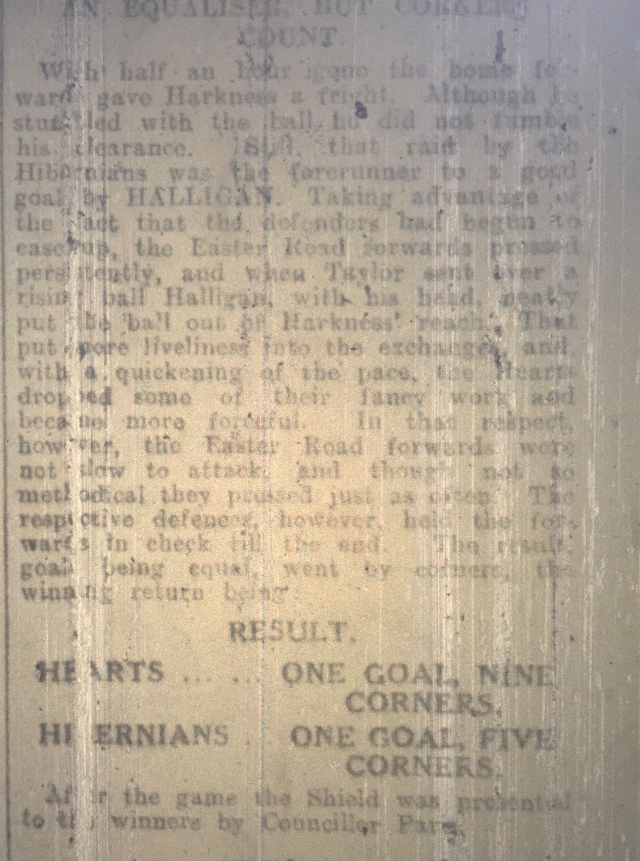 AN EQUALISER, BUT CORNERS
COUNT.
With half an hour gone the home for-
ward gave Harkness a fright. Although he
stumbled with the ball he did not fumble
his clearance. Still, that raid by the
Hibernians was the forerunner to a good
goal by HALLIGAN. Taking advantage of
the fact that the defenders had begun to
ease up, the Easter Road forwards pressed
persistently, and when Taylor sent over a
rising ball Halligan, with his head, neatly
put the ball out of Harkness' reach. That
put more liveliness into the exchanges, and,
with a quickening of the pace, the Hearts
dropped some of their fancy work and
became more forceful. In that respect,
however, the Easter Road forwards were
not slow to attack, and though not so
methodical they pressed just as often. The
respective defences, however, held the for-
wards in check till the end. The result,
goals being equal, went by corners, the
winning return being:
RESULT.
HEARTS ... ... ONE GOAL, NINE
CORNERS.
HIBERNIANS . ONE GOAL, FIVE
CORNERS.
After the game the Shield was presented
to the winners by Councillor